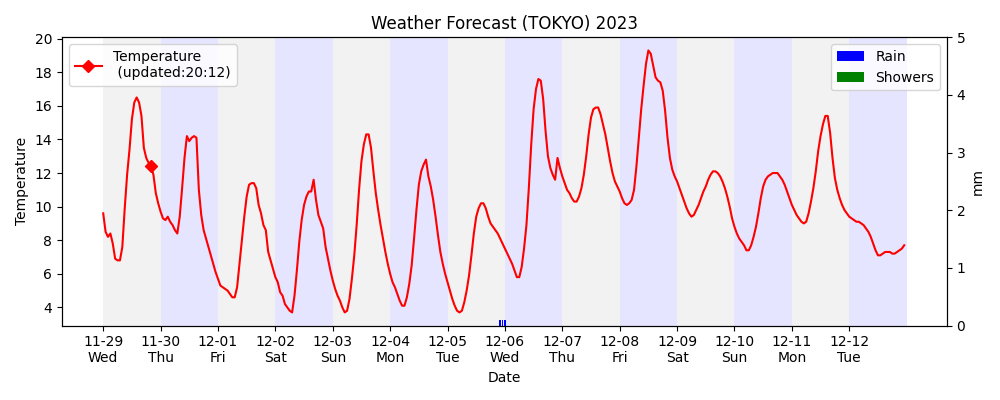 Weather Forecast (TOKYO) 2023
Temperature
(updated:20:12)
Rain
Showers
Temperature
20
18
16
14
12
10
8
6
4
5
4
3
2
1
0
mm
11-29 11-30 12-01 12-02 12-03 12-04 12-05 12-06 12-07 12-08 12-09 12-10 12-11 12-12
Wed Thu Fri Sat Sun Mon Tue Wed Thu Fri Sat Sun Mon Tue
Date